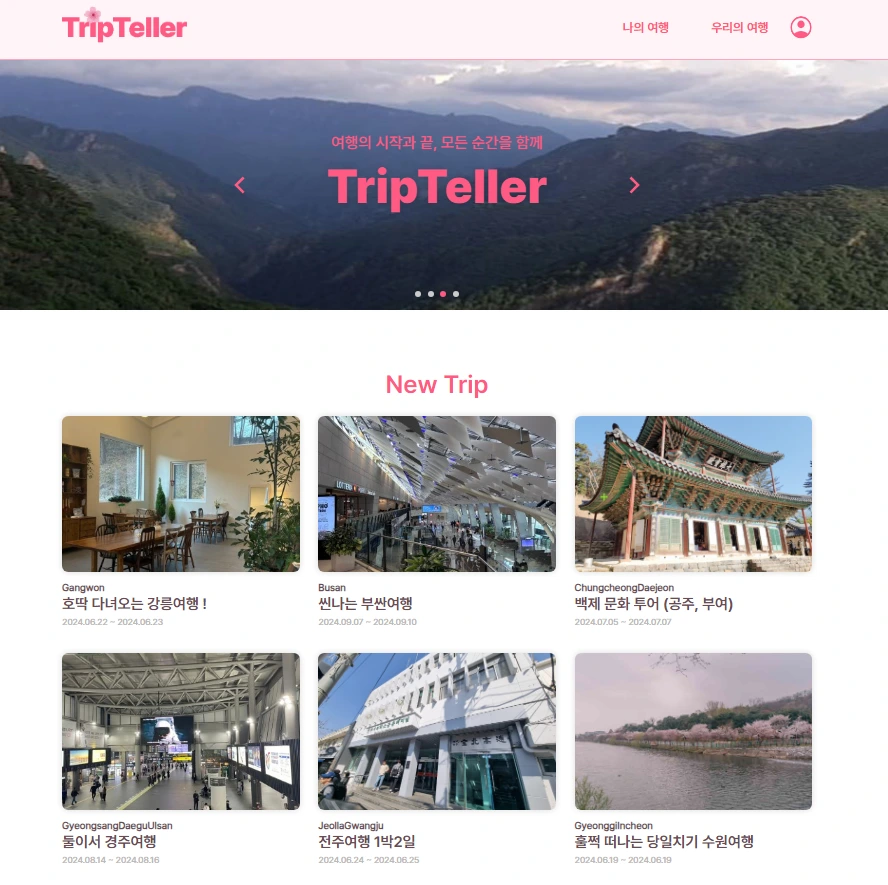 TripTeller
나의 여행
우리의 여행
여행의 시작과 끝, 모든 순간을 함께
TripTeller
New Trip
Gangwon
호딱 다녀오는 강릉여행 !
2024.06.22 ~ 2024.06.23
Busan
씐나는 부싼여행
2024.09.07 ~ 2024.09.10
ChungcheongDaejeon
백제 문화 투어 (공주, 부여)
2024.07.05 ~ 2024.07.07
GyeongsangDaeguUlsan
둘이서 경주여행
2024.08.14 ~ 2024.08.16
JeollaGwangju
전주여행 1박2일
2024.06.24 ~ 2024.06.25
GyeonggiIncheon
훌쩍 떠나는 당일치기 수원여행
2024.06.19 ~ 2024.06.19